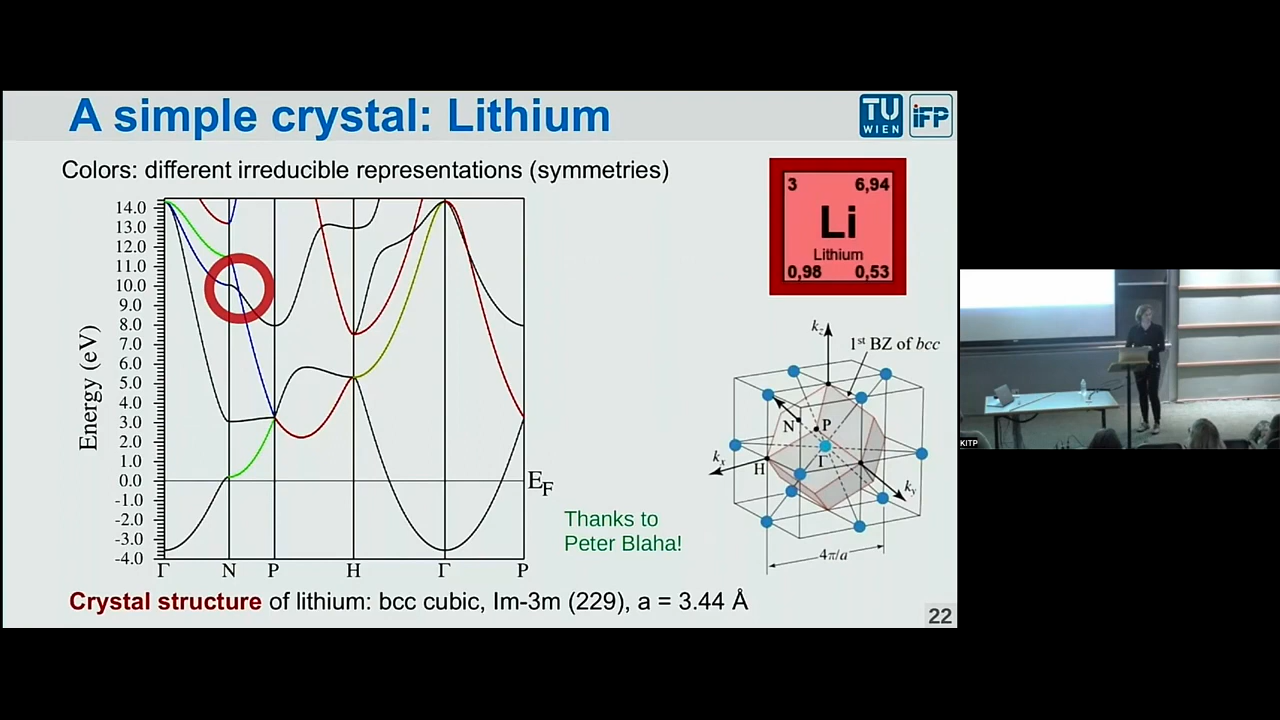 A simple crystal: Lithium
TU
WIEN
iFP
Colors: different irreducible representations (symmetries)
Energy (eV)
14.0
13.0
12.0
11.0
10.0
9.0
8.0
7.0
6.0
5.0
4.0
3.0
2.0
1.0
0.0
-1.0
-2.0
-3.0
-4.0
Γ N P H Γ P
E_F
Thanks to
Peter Blaha!
3 6,94
Li
Lithium
0,98 0,53
k_z
1st BZ of bcc
N P
k_x
H Γ
k_y
4π/a
Crystal structure of lithium: bcc cubic, Im-3m (229), a = 3.44 Å
22
KITP